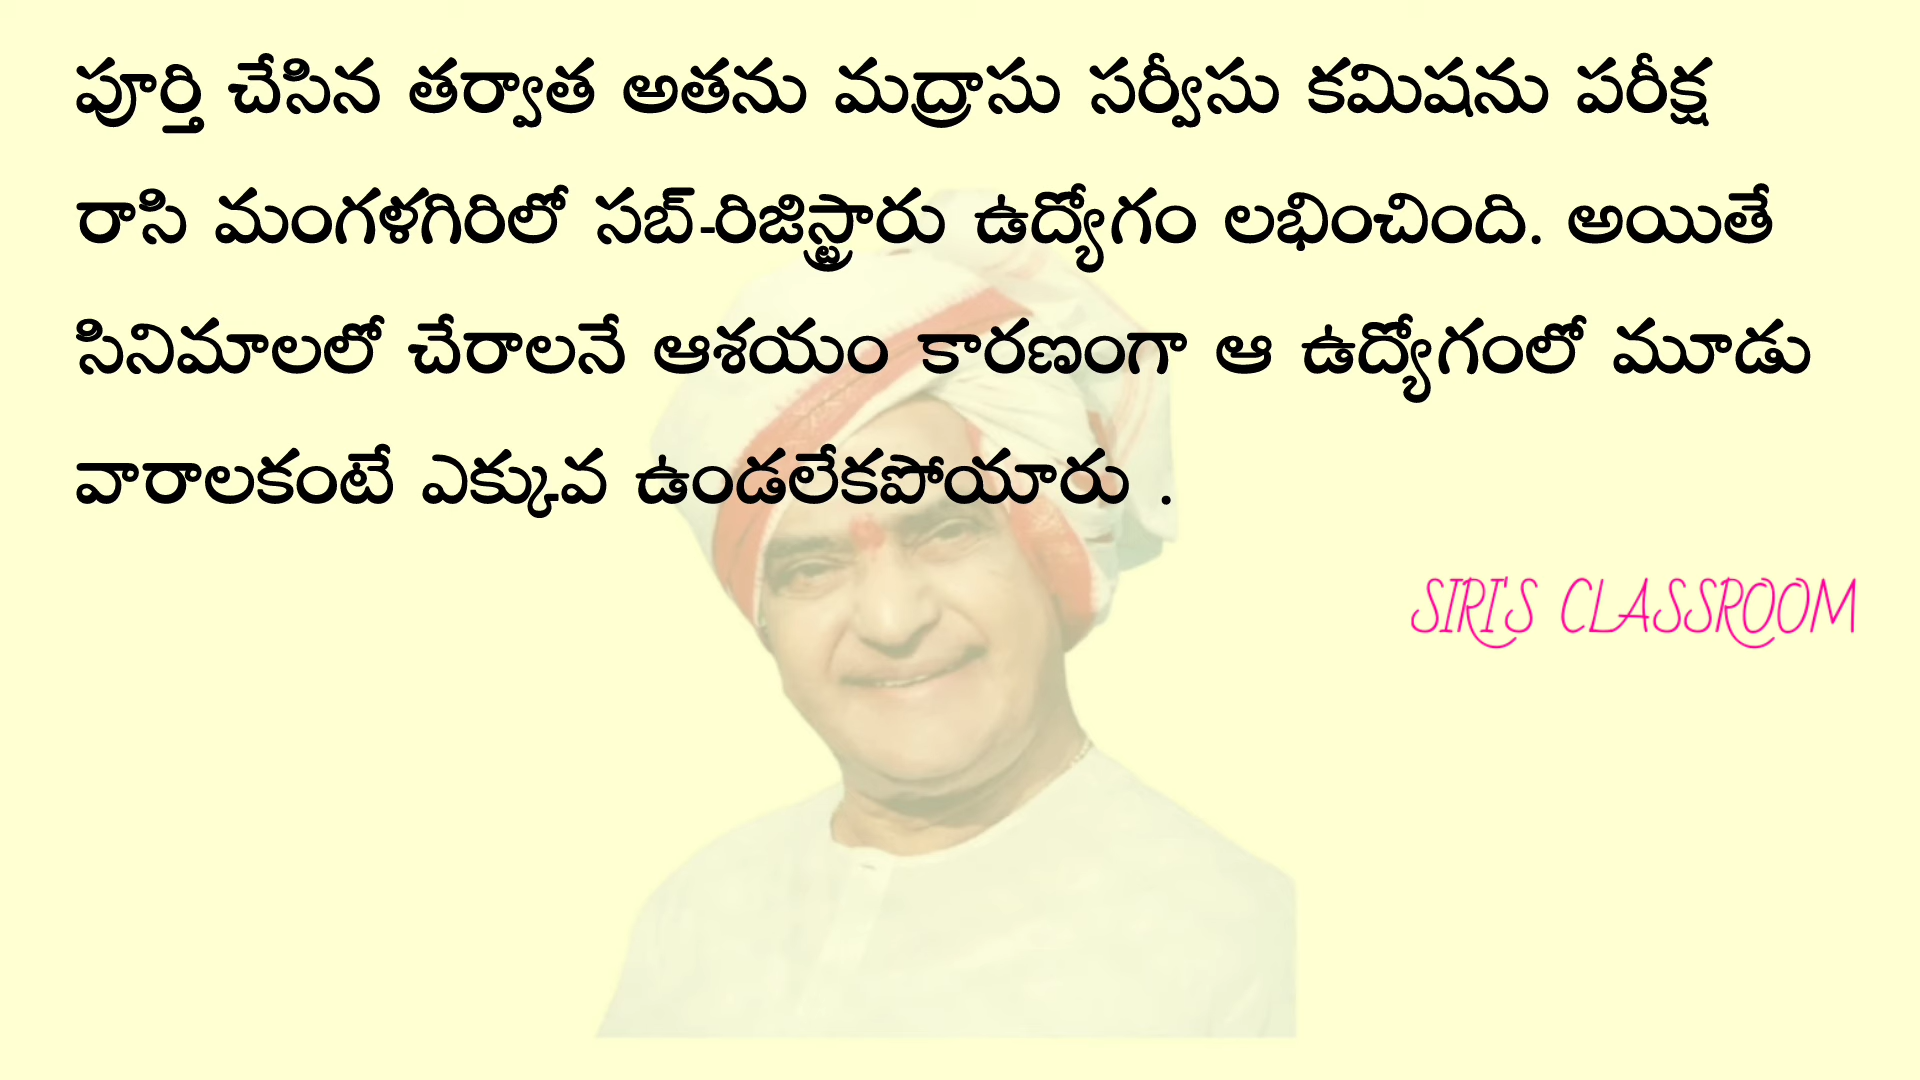 పూర్తి చేసిన తర్వాత అతను మద్రాసు సర్వీసు కమిషను పరీక్ష
రాసి మంగళగిరిలో సబ్-రిజిస్ట్రారు ఉద్యోగం లభించింది. అయితే
సినిమాలలో చేరాలనే ఆశయం కారణంగా ఆ ఉద్యోగంలో మూడు
వారాలకంటే ఎక్కువ ఉండలేకపోయారు .
SIRI'S CLASSROOM